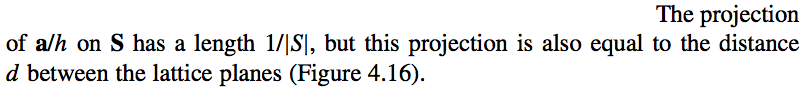 The projection
of a/h on S has a length 1/|S|, but this projection is also equal to the distance
d between the lattice planes (Figure 4.16).